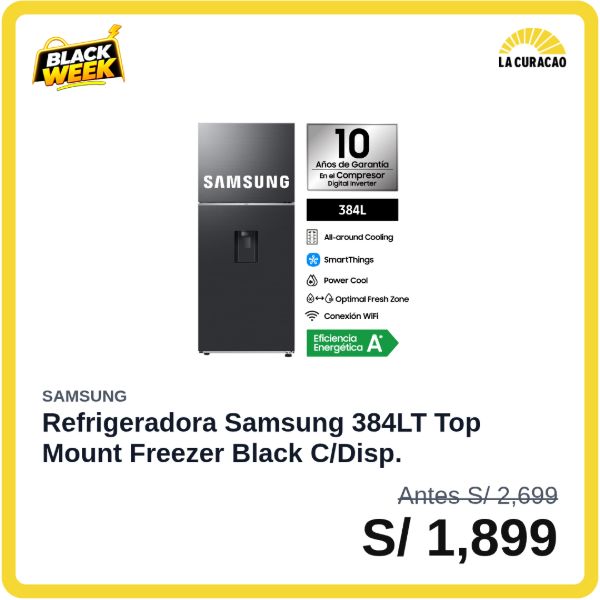 BLACK
WEEK
LA CURACAO
SAMSUNG
10
Años de Garantía
En el Compresor
Digital Inverter
384L
All-around Cooling
SmartThings
Power Cool
Optimal Fresh Zone
Conexión WiFi
Eficiencia
Energética
A+
SAMSUNG
Refrigeradora Samsung 384LT Top
Mount Freezer Black C/Disp.
Antes S/ 2,699
S/ 1,899